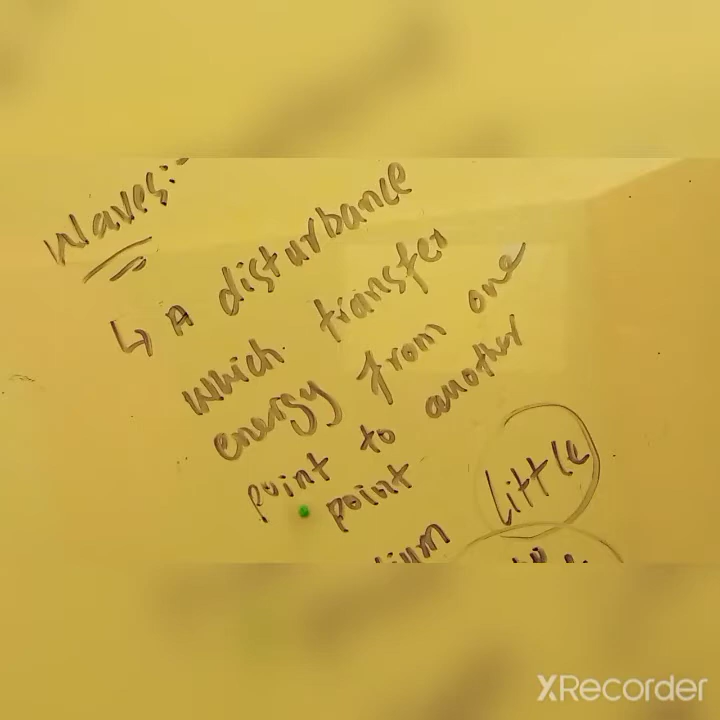 Waves:-
↳ A disturbance
which transfer
energy from one
point to another
point
Little
XRecorder